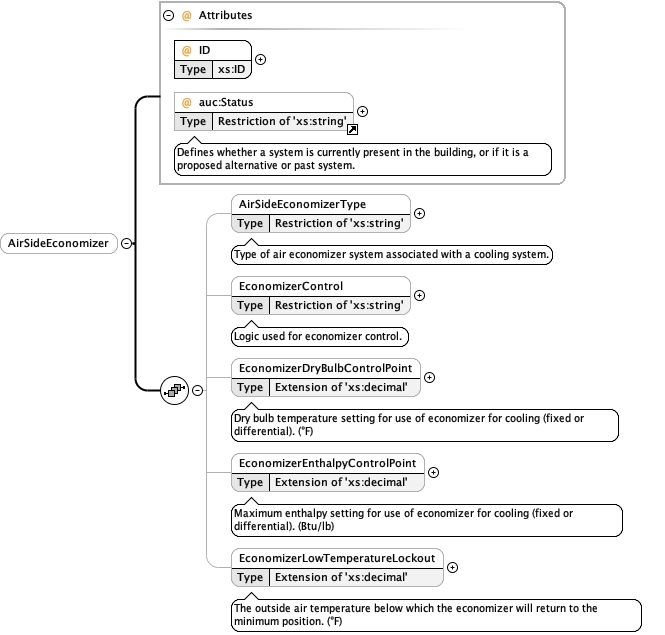 Attributes
@ ID
Type xs:ID
@ auc:Status
Type Restriction of 'xs:string'
Defines whether a system is currently present in the building, or if it is a
proposed alternative or past system.
AirSideEconomizer
AirSideEconomizerType
Type Restriction of 'xs:string'
Type of air economizer system associated with a cooling system.
EconomizerControl
Type Restriction of 'xs:string'
Logic used for economizer control.
EconomizerDryBulbControlPoint
Type Extension of 'xs:decimal'
Dry bulb temperature setting for use of economizer for cooling (fixed or
differential). (°F)
EconomizerEnthalpyControlPoint
Type Extension of 'xs:decimal'
Maximum enthalpy setting for use of economizer for cooling (fixed or
differential). (Btu/lb)
EconomizerLowTemperatureLockout
Type Extension of 'xs:decimal'
The outside air temperature below which the economizer will return to the
minimum position. (°F)